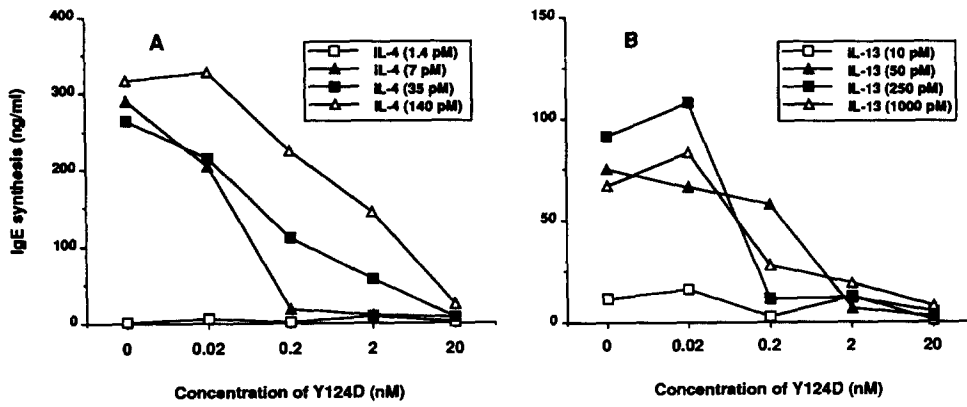 A
IL-4 (1.4 pM)
IL-4 (7 pM)
IL-4 (35 pM)
IL-4 (140 pM)
400
300
200
100
0
IgE synthesis (ng/ml)
0 0.02 0.2 2 20
Concentration of Y124D (nM)
B
IL-13 (10 pM)
IL-13 (50 pM)
IL-13 (250 pM)
IL-13 (1000 pM)
150
100
50
0
0 0.02 0.2 2 20
Concentration of Y124D (nM)